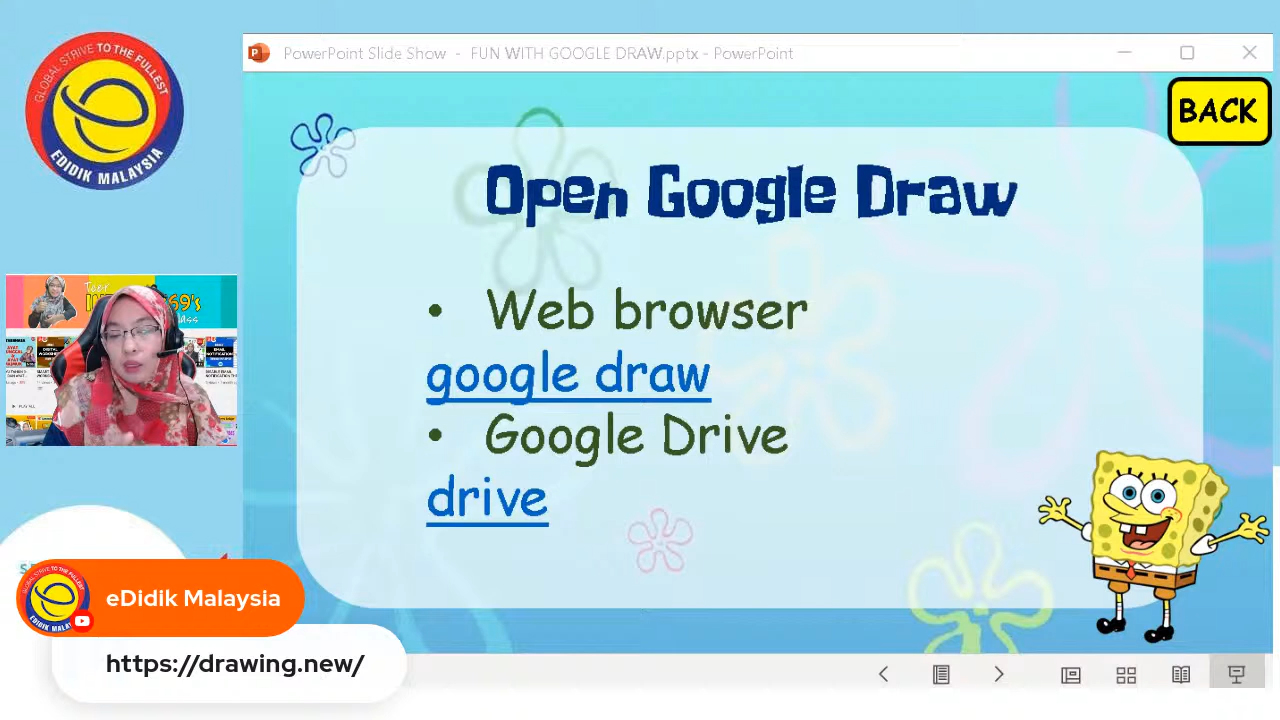 GLOBAL STRIVE TO THE FULLEST
EDIDIK MALAYSIA
PowerPoint Slide Show - FUN WITH GOOGLE DRAW.pptx - PowerPoint
BACK
Open Google Draw
• Web browser
google draw
• Google Drive
drive
eDidik Malaysia
https://drawing.new/